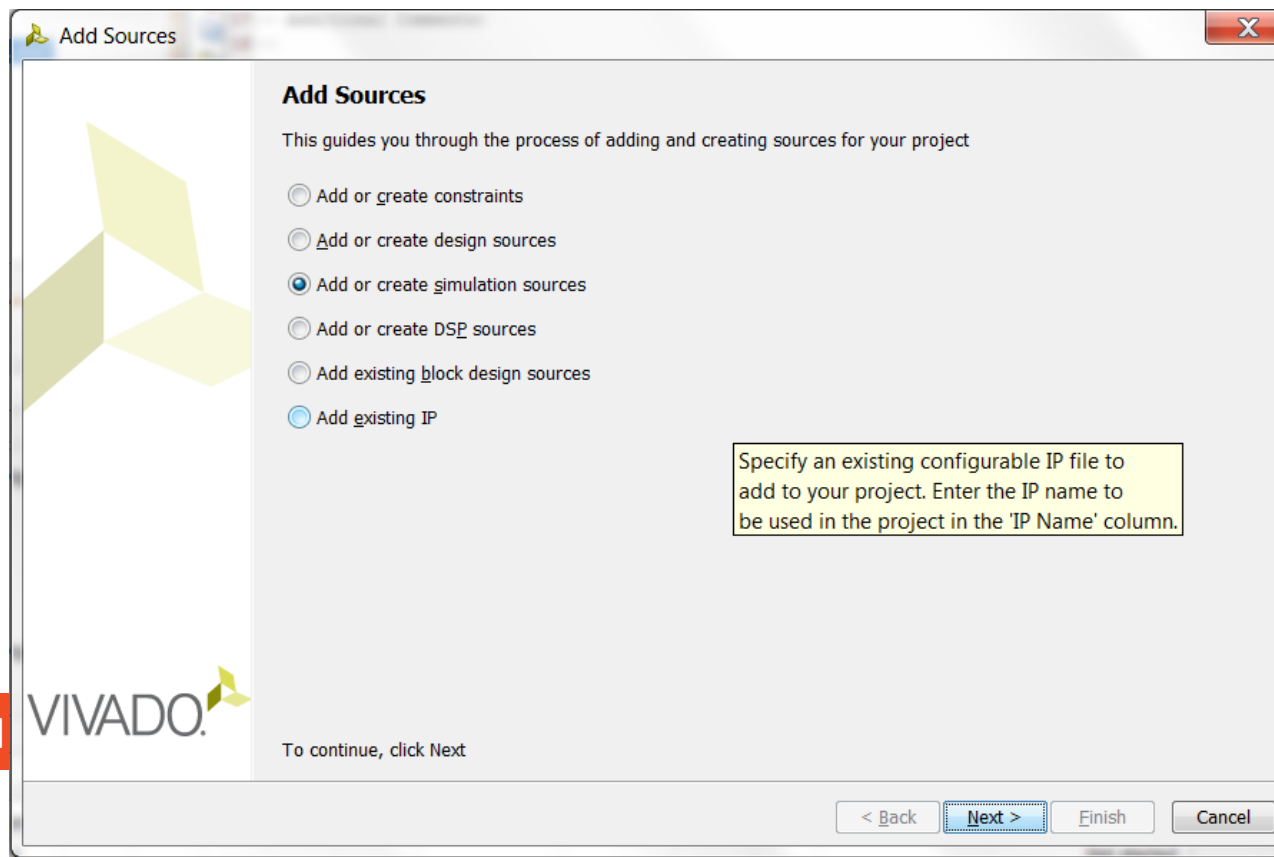 Add Sources
Add Sources
This guides you through the process of adding and creating sources for your project
Add or create constraints
Add or create design sources
Add or create simulation sources
Add or create DSP sources
Add existing block design sources
Add existing IP
Specify an existing configurable IP file to
add to your project. Enter the IP name to
be used in the project in the 'IP Name' column.
VIVADO.
To continue, click Next
< Back Next > Finish Cancel